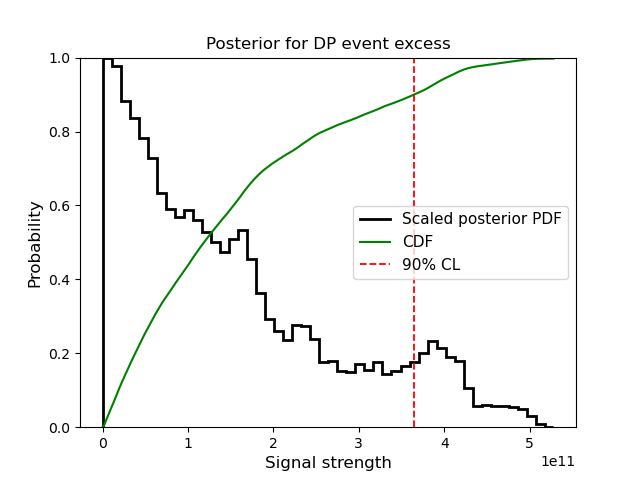 Posterior for DP event excess
1.0
0.8
0.6
0.4
0.2
0.0
Probability
Scaled posterior PDF
CDF
90% CL
0 1 2 3 4 5
1e11
Signal strength